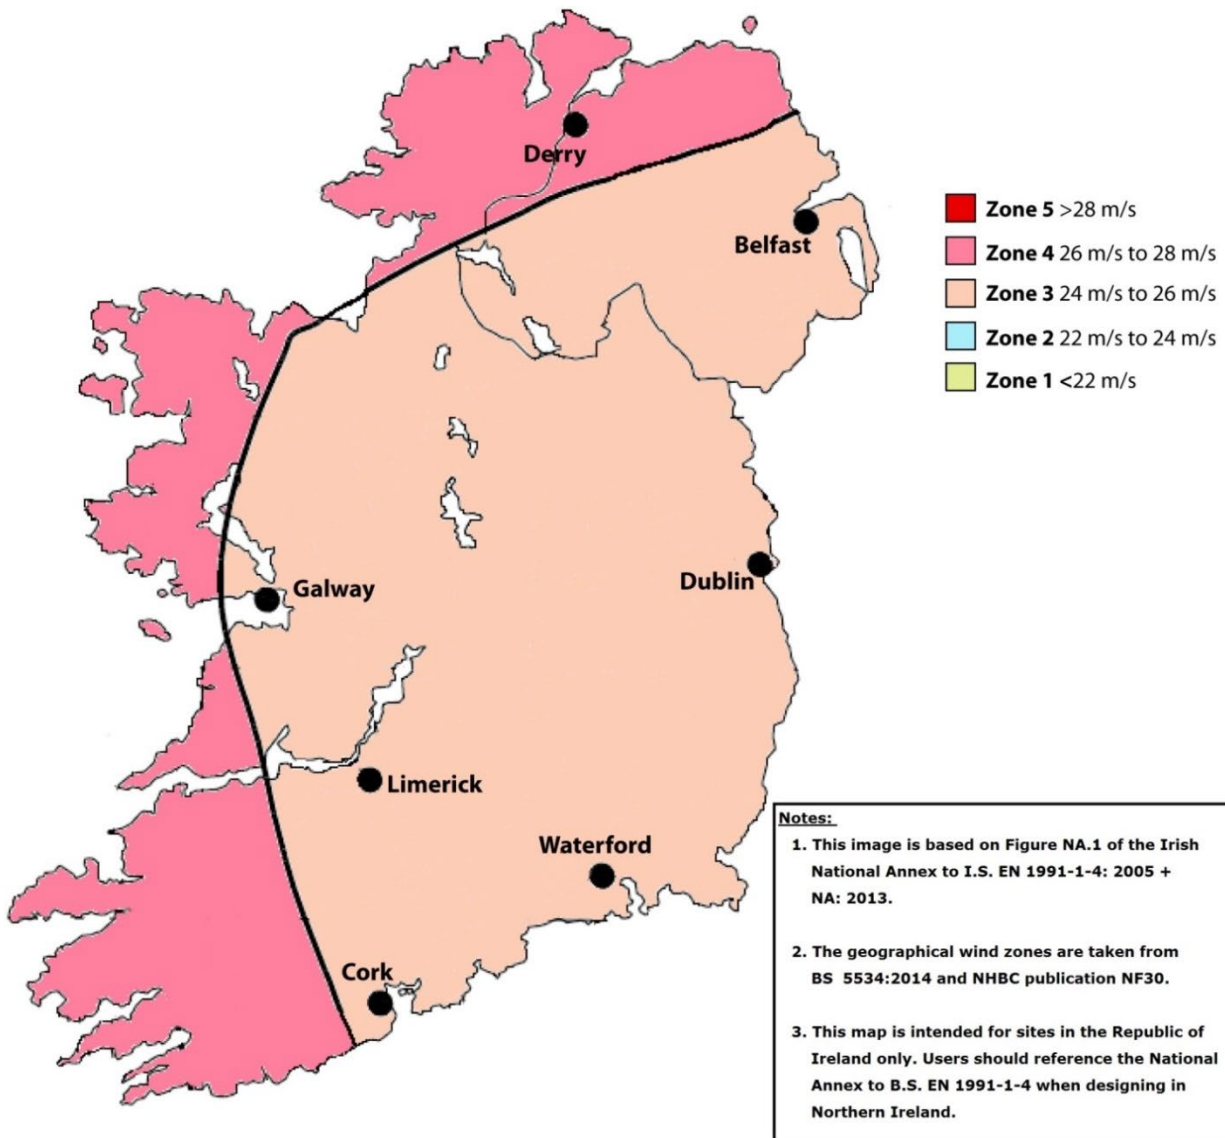 Derry
Belfast
Galway
Dublin
Limerick
Waterford
Cork
Zone 5 >28 m/s
Zone 4 26 m/s to 28 m/s
Zone 3 24 m/s to 26 m/s
Zone 2 22 m/s to 24 m/s
Zone 1 <22 m/s
Notes:
1. This image is based on Figure NA.1 of the Irish
National Annex to I.S. EN 1991-1-4: 2005 +
NA: 2013.
2. The geographical wind zones are taken from
BS 5534:2014 and NHBC publication NF30.
3. This map is intended for sites in the Republic of
Ireland only. Users should reference the National
Annex to B.S. EN 1991-1-4 when designing in
Northern Ireland.